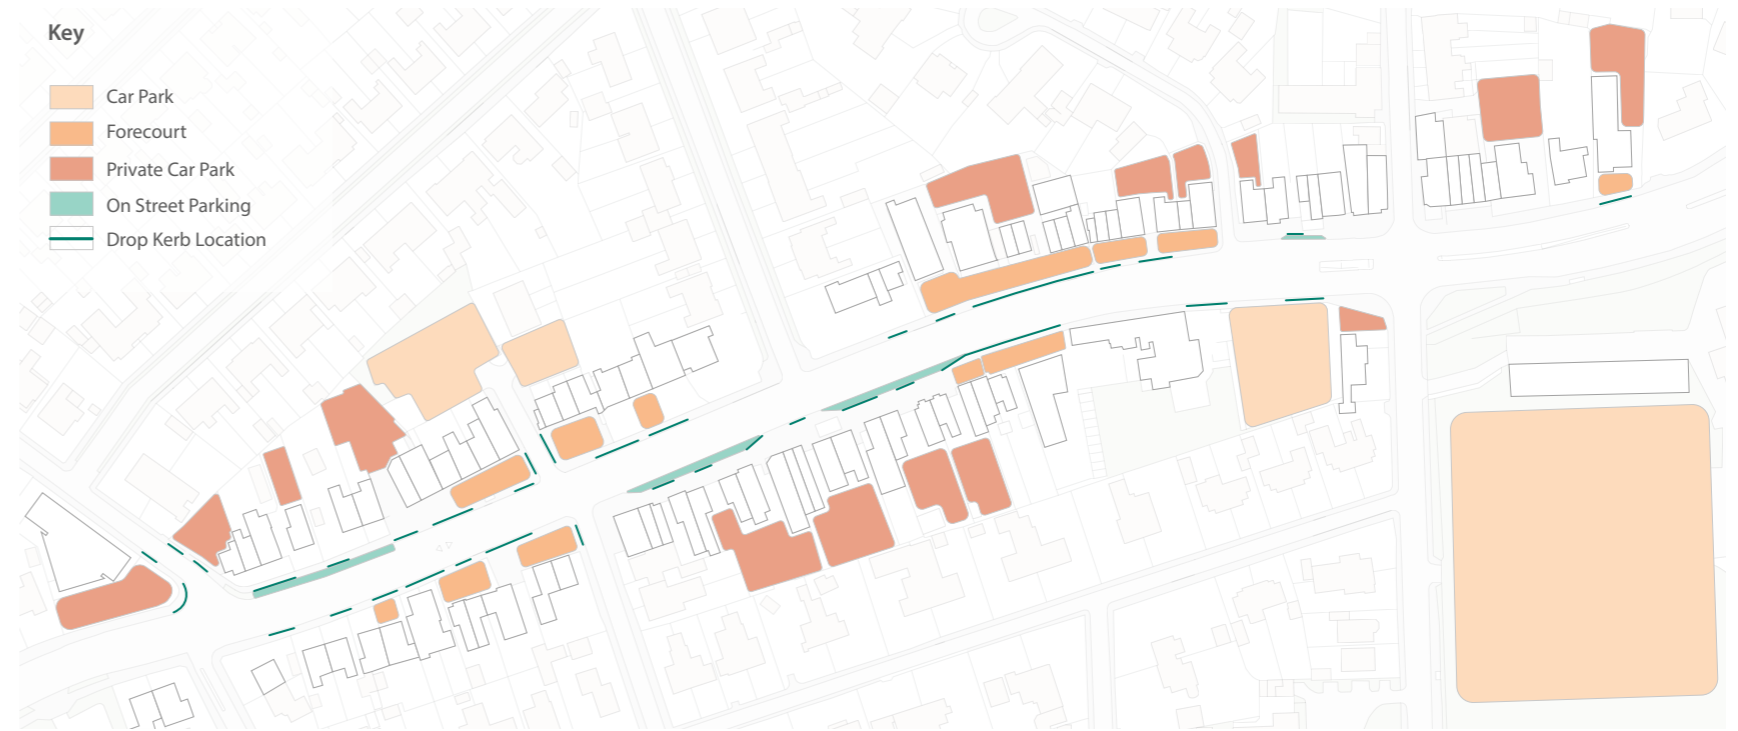 Key
Car Park
Forecourt
Private Car Park
On Street Parking
Drop Kerb Location